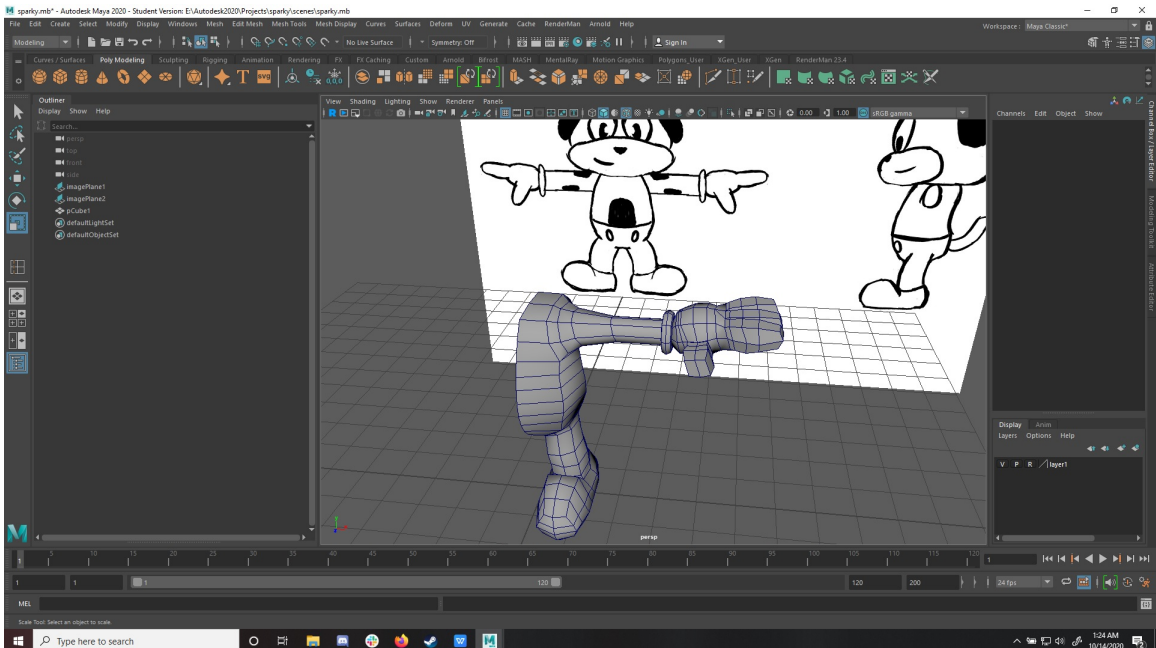 sparky.mb* - Autodesk Maya 2020 - Student Version: E:\Autodesk2020\Projects\sparky\scenes\sparky.mb
File Edit Create Select Modify Display Windows Mesh Edit Mesh Mesh Tools Mesh Display Curves Surfaces Deform UV Generate Cache RenderMan Arnold Help
Workspace: Maya Classic*
Modeling No Live Surface Symmetry: Off Sign In
Curves / Surfaces Poly Modeling Sculpting Rigging Animation Rendering FX FX Caching Custom Arnold Bifrost MASH MentalRay Motion Graphics Polygons_User XGen_User XGen RenderMan 23.4
Outliner
Display Show Help
Search...
persp
top
front
side
imagePlane1
imagePlane2
pCube1
defaultLightSet
defaultObjectSet
View Shading Lighting Show Renderer Panels
0.00 1.00 sRGB gamma
persp
Channels Edit Object Show
Channel Box / Layer Editor
Modeling Toolkit
Attribute Editor
Display Anim
Layers Options Help
V P R layer1
1 5 10 15 20 25 30 35 40 45 50 55 60 65 70 75 80 85 90 95 100 105 110 115 120 1
1 1 1 120 120 200 24 fps
MEL
Scale Tool: Select an object to scale.
Type here to search
1:24 AM
10/14/2020